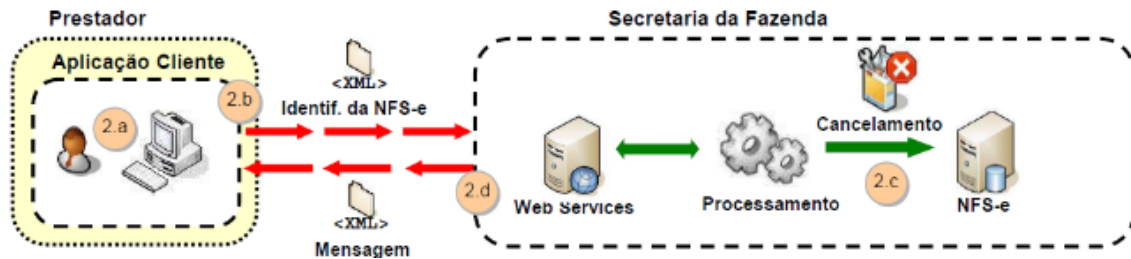 Prestador
Secretaria da Fazenda
Aplicação Cliente
2.a
2.b
<XML>
Identif. da NFS-e
Cancelamento
2.c
2.d
Web Services
Processamento
NFS-e
<XML>
Mensagem